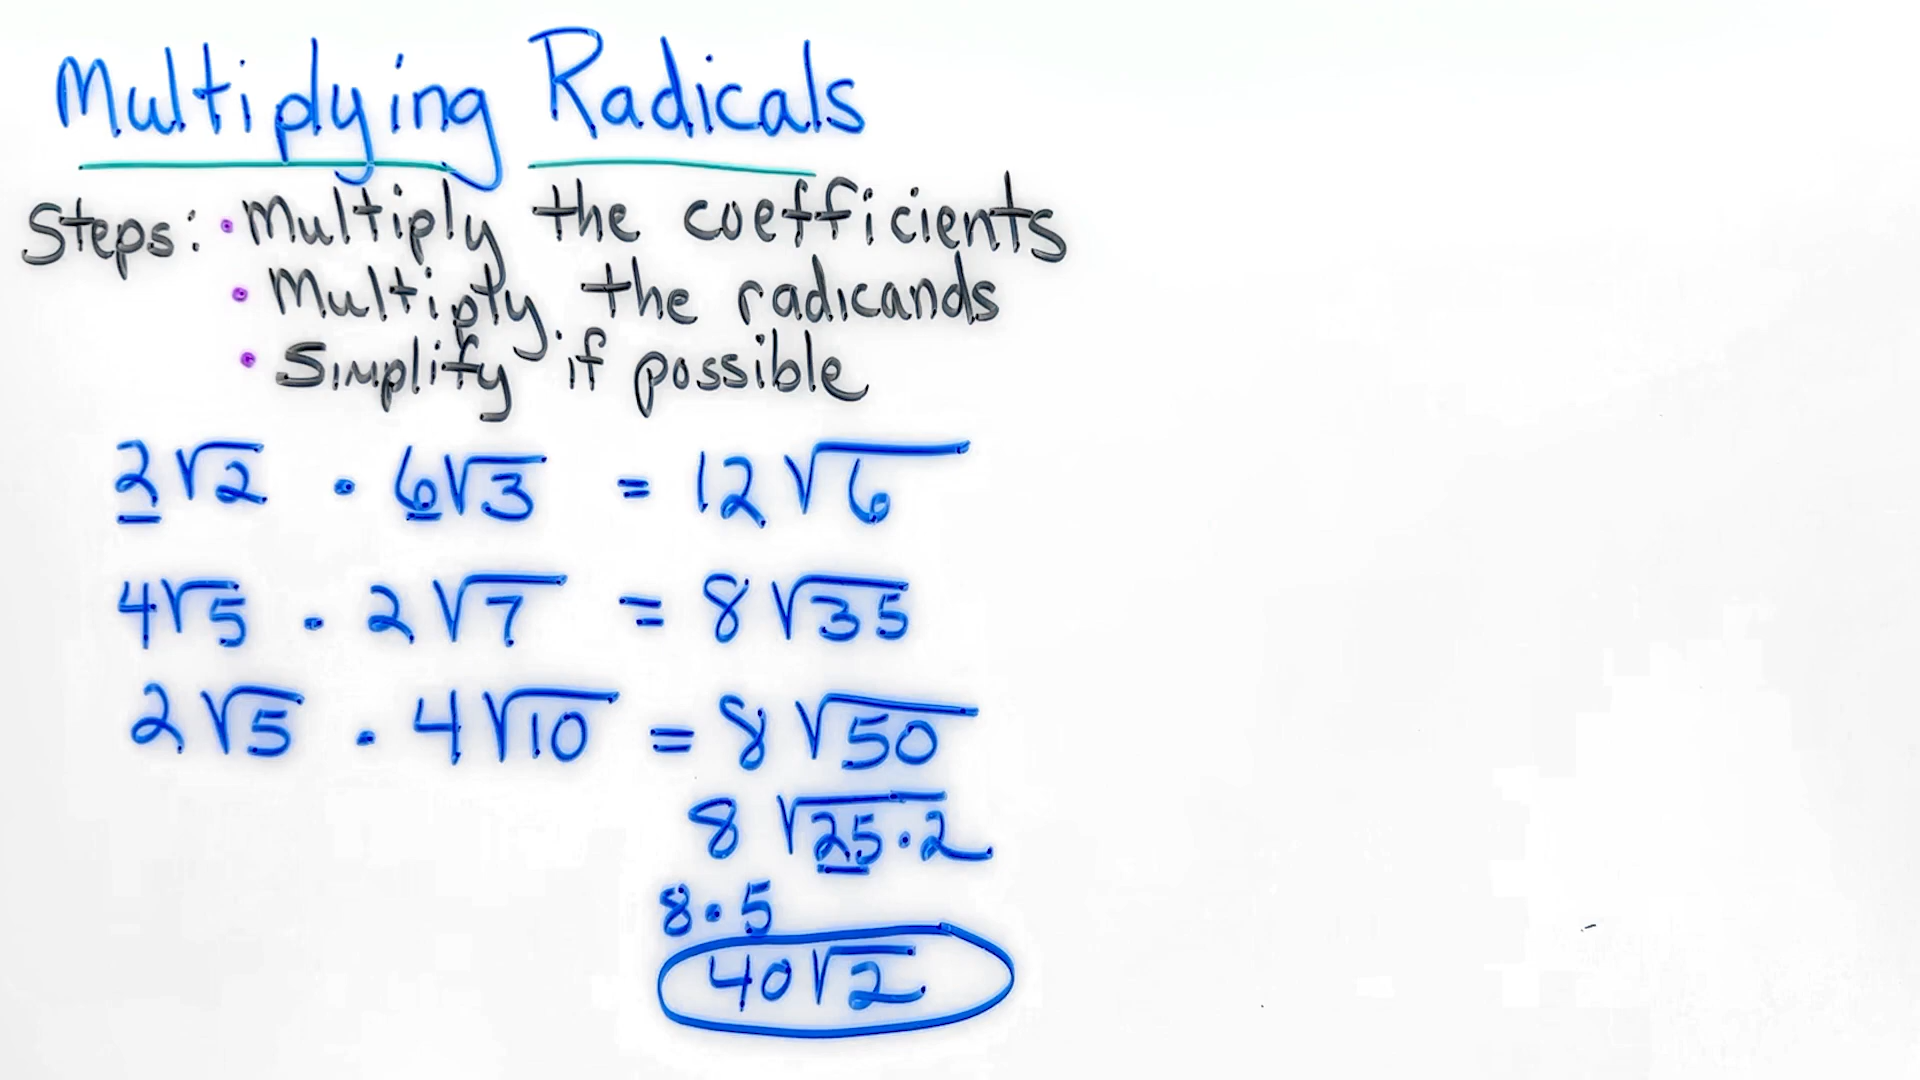 Multiplying Radicals
Steps: • Multiply the coefficients
• Multiply the radicands
• Simplify if possible
2√2 · 6√3 = 12√6
4√5 · 2√7 = 8√35
2√5 · 4√10 = 8√50
8√25·2
8·5
40√2